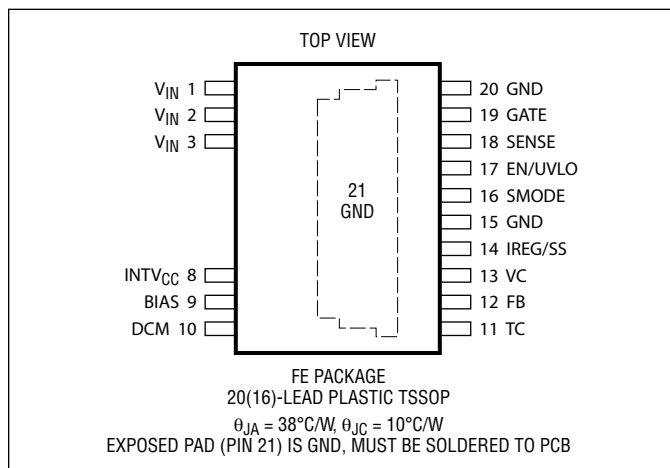 TOP VIEW
VIN 1
VIN 2
VIN 3
INTVCC 8
BIAS 9
DCM 10
21
GND
20 GND
19 GATE
18 SENSE
17 EN/UVLO
16 SMODE
15 GND
14 IREG/SS
13 VC
12 FB
11 TC
FE PACKAGE
20(16)-LEAD PLASTIC TSSOP
θJA = 38°C/W, θJC = 10°C/W
EXPOSED PAD (PIN 21) IS GND, MUST BE SOLDERED TO PCB